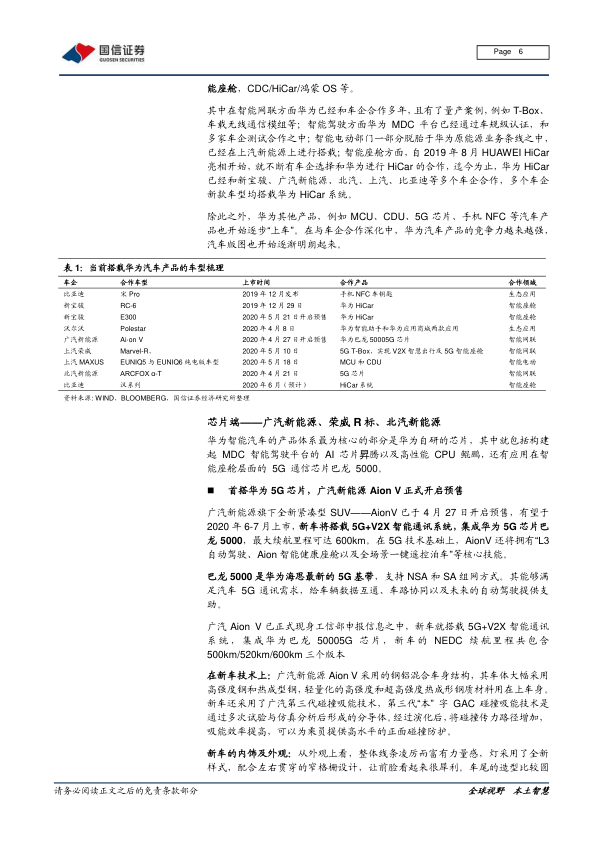 国信证券
GUOSEN SECURITIES
Page 6
能座舱，CDC/HiCar/鸿蒙 OS 等。
其中在智能网联方面华为已经和车企合作多年，且有了量产案例，例如 T-Box、
车载无线通信模组等；智能驾驶方面华为 MDC 平台已经通过车规级认证，和
多家车企测试合作之中；智能电动部门一部分脱胎于华为原能源业务条线之中，
已经在上汽新能源上进行搭载；智能座舱方面，自 2019 年 8 月 HUAWEI HiCar
亮相开始，就不断有车企选择和华为进行 HiCar 的合作，迄今为止，华为 HiCar
已经和新宝骏、广汽新能源、北汽、上汽、比亚迪等多个车企合作，多个车企
新款车型均搭载华为 HiCar 系统。
除此之外，华为其他产品，例如 MCU、CDU、5G 芯片、手机 NFC 等汽车产
品也开始逐步“上车”。在与车企合作深化中，华为汽车产品的竞争力越来越强，
汽车版图也开始逐渐明朗起来。
表 1：当前搭载华为汽车产品的车型梳理
车企 合作车型 上市时间 合作产品 合作领域
比亚迪 宋 Pro 2019 年 12 月发布 手机 NFC 车钥匙 生态应用
新宝骏 RC-6 2019 年 12 月 29 日 华为 HiCar 智能座舱
新宝骏 E300 2020 年 5 月 21 日开启预售 华为 HiCar 智能座舱
沃尔沃 Polestar 2020 年 4 月 8 日 华为智能助手和华为应用商城两款应用 生态应用
广汽新能源 Ai-on V 2020 年 4 月 27 日开启预售 华为巴龙 50005G 芯片 智能网联
上汽荣威 Marvel-R、 2020 年 5 月 10 日 5G T-Box、实现 V2X 智慧出行及 5G 智能座舱 智能网联
上汽 MAXUS EUNIQ5 与 EUNIQ6 纯电版车型 2020 年 5 月 18 日 MCU 和 CDU 智能电动
北汽新能源 ARCFOX α-T 2020 年 4 月 21 日 5G 芯片 智能网联
比亚迪 汉系列 2020 年 6 月（预计） HiCar 系统 智能座舱
资料来源：WIND、BLOOMBERG、国信证券经济研究所整理
芯片端——广汽新能源、荣威 R 标、北汽新能源
华为智能汽车的产品体系最为核心的部分是华为自研的芯片，其中就包括构建
起 MDC 智能驾驶平台的 AI 芯片昇腾以及高性能 CPU 鲲鹏，还有应用在智
能座舱层面的 5G 通信芯片巴龙 5000。
■ 首搭华为 5G 芯片，广汽新能源 Aion V 正式开启预售
广汽新能源旗下全新紧凑型 SUV——AionV 已于 4 月 27 日开启预售，有望于
2020 年 6-7 月上市，新车将搭载 5G+V2X 智能通讯系统，集成华为 5G 芯片巴
龙 5000，最大续航里程可达 600km。在 5G 技术基础上，AionV 还将拥有“L3
自动驾驶、Aion 智能健康座舱以及全场景一键遥控泊车”等核心技能。
巴龙 5000 是华为海思最新的 5G 基带，支持 NSA 和 SA 组网方式。其能够满
足汽车 5G 通讯需求，给车辆数据互通、车路协同以及未来的自动驾驶提供支
助。
广汽 Aion V 已正式现身工信部申报信息之中，新车就搭载 5G+V2X 智能通讯
系统，集成华为巴龙 50005G 芯片，新车的 NEDC 续航里程共包含
500km/520km/600km 三个版本
在新车技术上：广汽新能源 Aion V 采用的钢铝混合车身结构，其车体大幅采用
高强度钢和热成型钢，轻量化的高强度和超高强度热成形钢质材料用在上车身。
新车还采用了广汽第三代碰撞吸能技术，第三代“本”字 GAC 碰撞吸能技术是
通过多次试验与仿真分析后形成的分导体。经过演化后，将碰撞传力路径增加，
吸能效率提高，可以为乘员提供高水平的正面碰撞防护。
新车的内饰及外观：从外观上看，整体线条凌厉而富有力量感，灯采用了全新
样式，配合左右贯穿的窄格栅设计，让前脸看起来很犀利。车尾的造型比较圆
请务必阅读正文之后的免责条款部分
全球视野 本土智慧